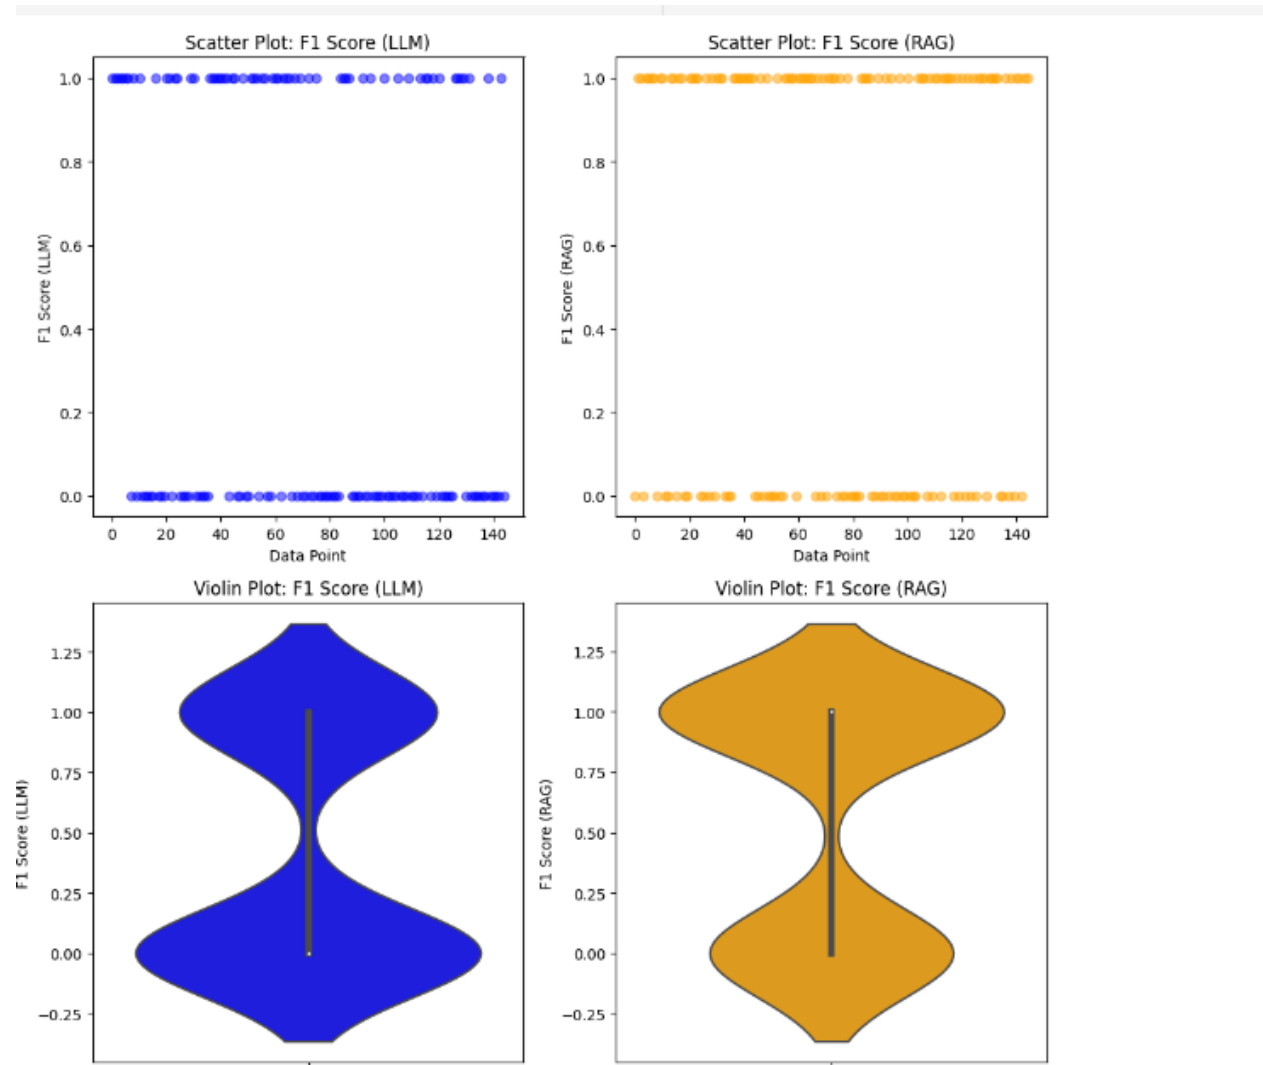 Scatter Plot: F1 Score (LLM)
1.0
0.8
0.6
0.4
0.2
0.0
F1 Score (LLM)
0 20 40 60 80 100 120 140
Data Point
Scatter Plot: F1 Score (RAG)
1.0
0.8
0.6
0.4
0.2
0.0
F1 Score (RAG)
0 20 40 60 80 100 120 140
Data Point
Violin Plot: F1 Score (LLM)
1.25
1.00
0.75
0.50
0.25
0.00
−0.25
F1 Score (LLM)
Violin Plot: F1 Score (RAG)
1.25
1.00
0.75
0.50
0.25
0.00
−0.25
F1 Score (RAG)